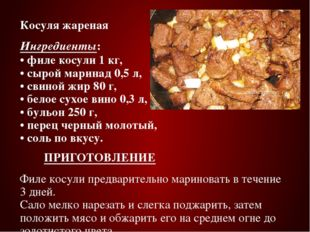 Косуля жареная
Ингредиенты:
• филе косули 1 кг,
• сырой маринад 0,5 л,
• свиной жир 80 г,
• белое сухое вино 0,3 л,
• бульон 250 г,
• перец черный молотый,
• соль по вкусу.
ПРИГОТОВЛЕНИЕ
Филе косули предварительно мариновать в течение
3 дней.
Сало мелко нарезать и слегка поджарить, затем
положить мясо и обжарить его на среднем огне до
золотистого цвета